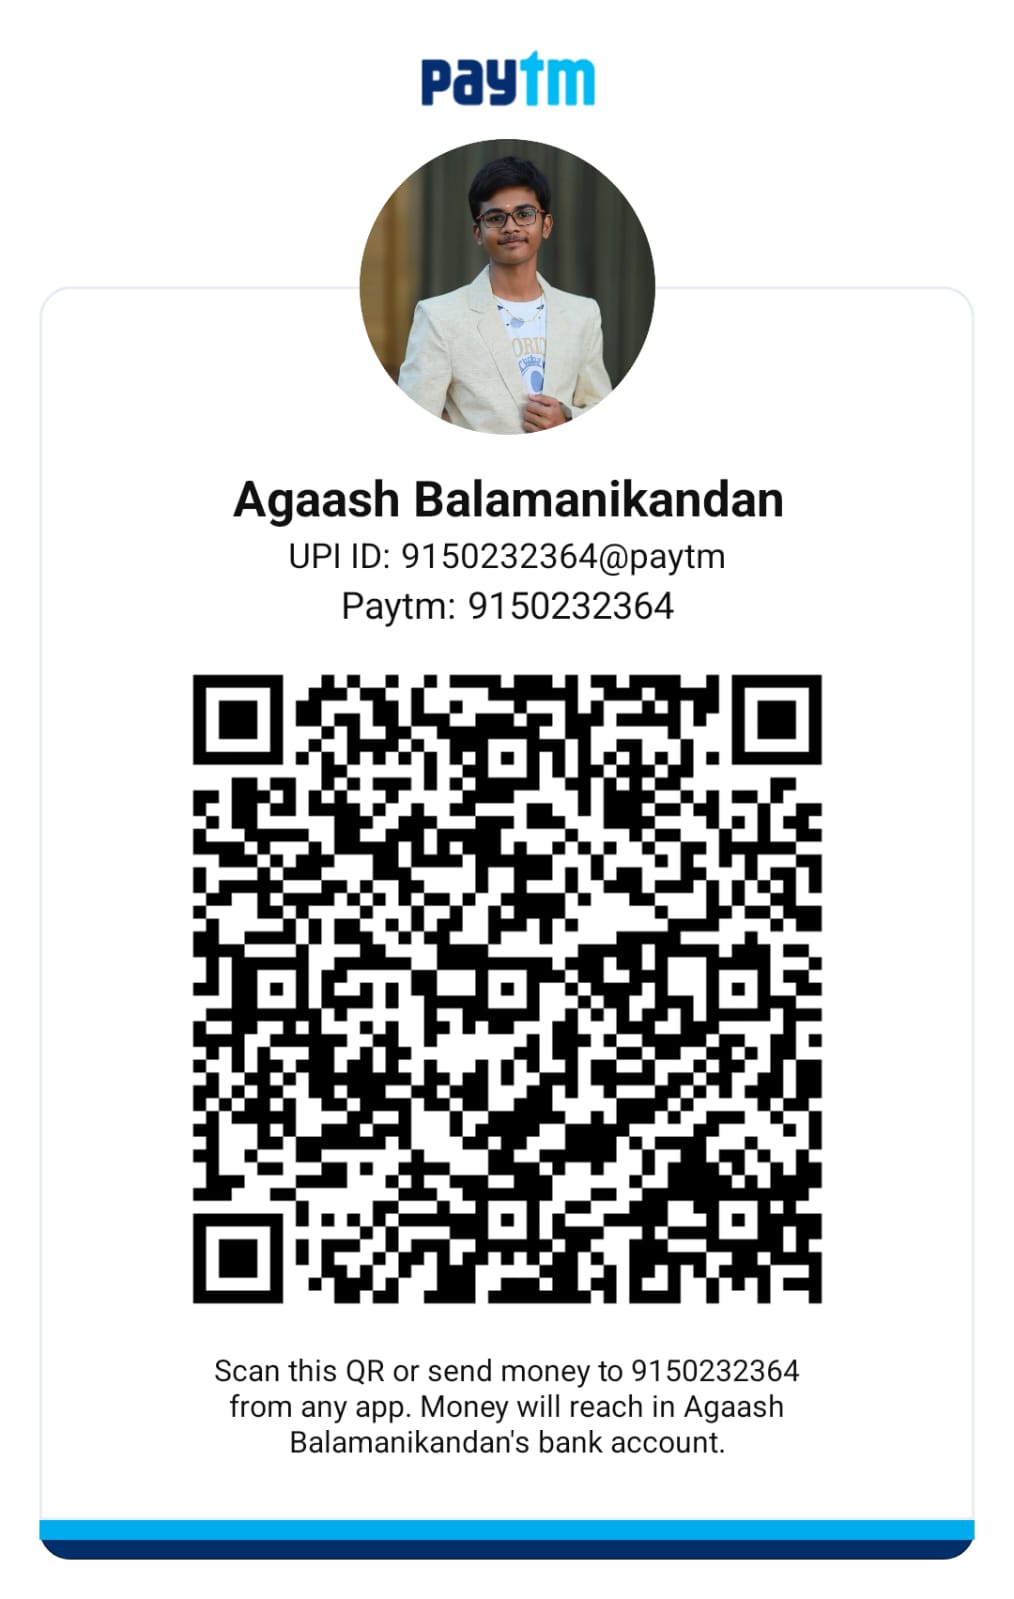 paytm
ORI
Agaash Balamanikandan
UPI ID: 9150232364@paytm
Paytm: 9150232364
Scan this QR or send money to 9150232364
from any app. Money will reach in Agaash
Balamanikandan's bank account.